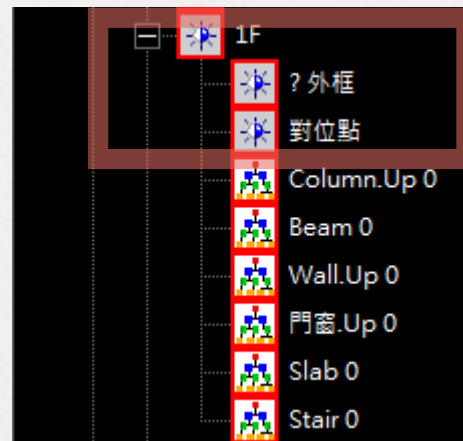 1F
? 外框
對位點
Column.Up 0
Beam 0
Wall.Up 0
門窗.Up 0
Slab 0
Stair 0